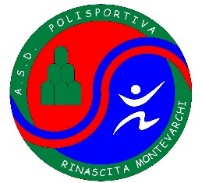 A.S.D. POLISPORTIVA
RINASCITA MONTEVARCHI